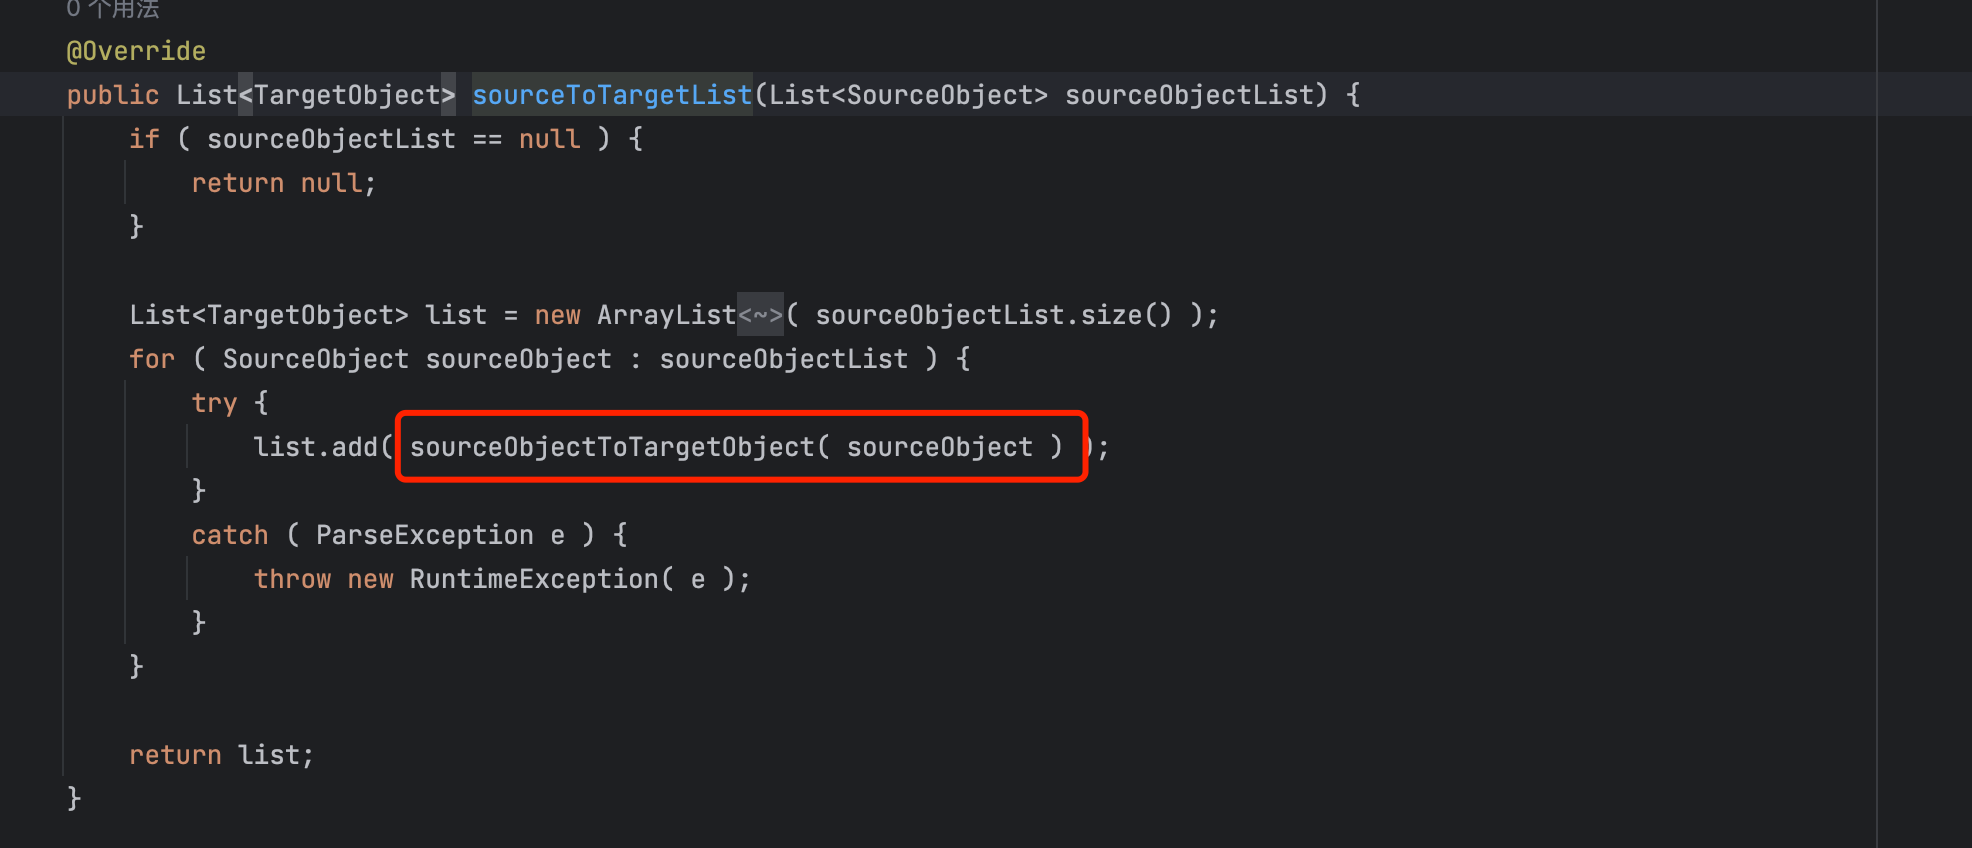 0 个用法
@Override
public List<TargetObject> sourceToTargetList(List<SourceObject> sourceObjectList) {
if ( sourceObjectList == null ) {
return null;
}
List<TargetObject> list = new ArrayList<~>( sourceObjectList.size() );
for ( SourceObject sourceObject : sourceObjectList ) {
try {
list.add( sourceObjectToTargetObject( sourceObject ) );
}
catch ( ParseException e ) {
throw new RuntimeException( e );
}
}
return list;
}